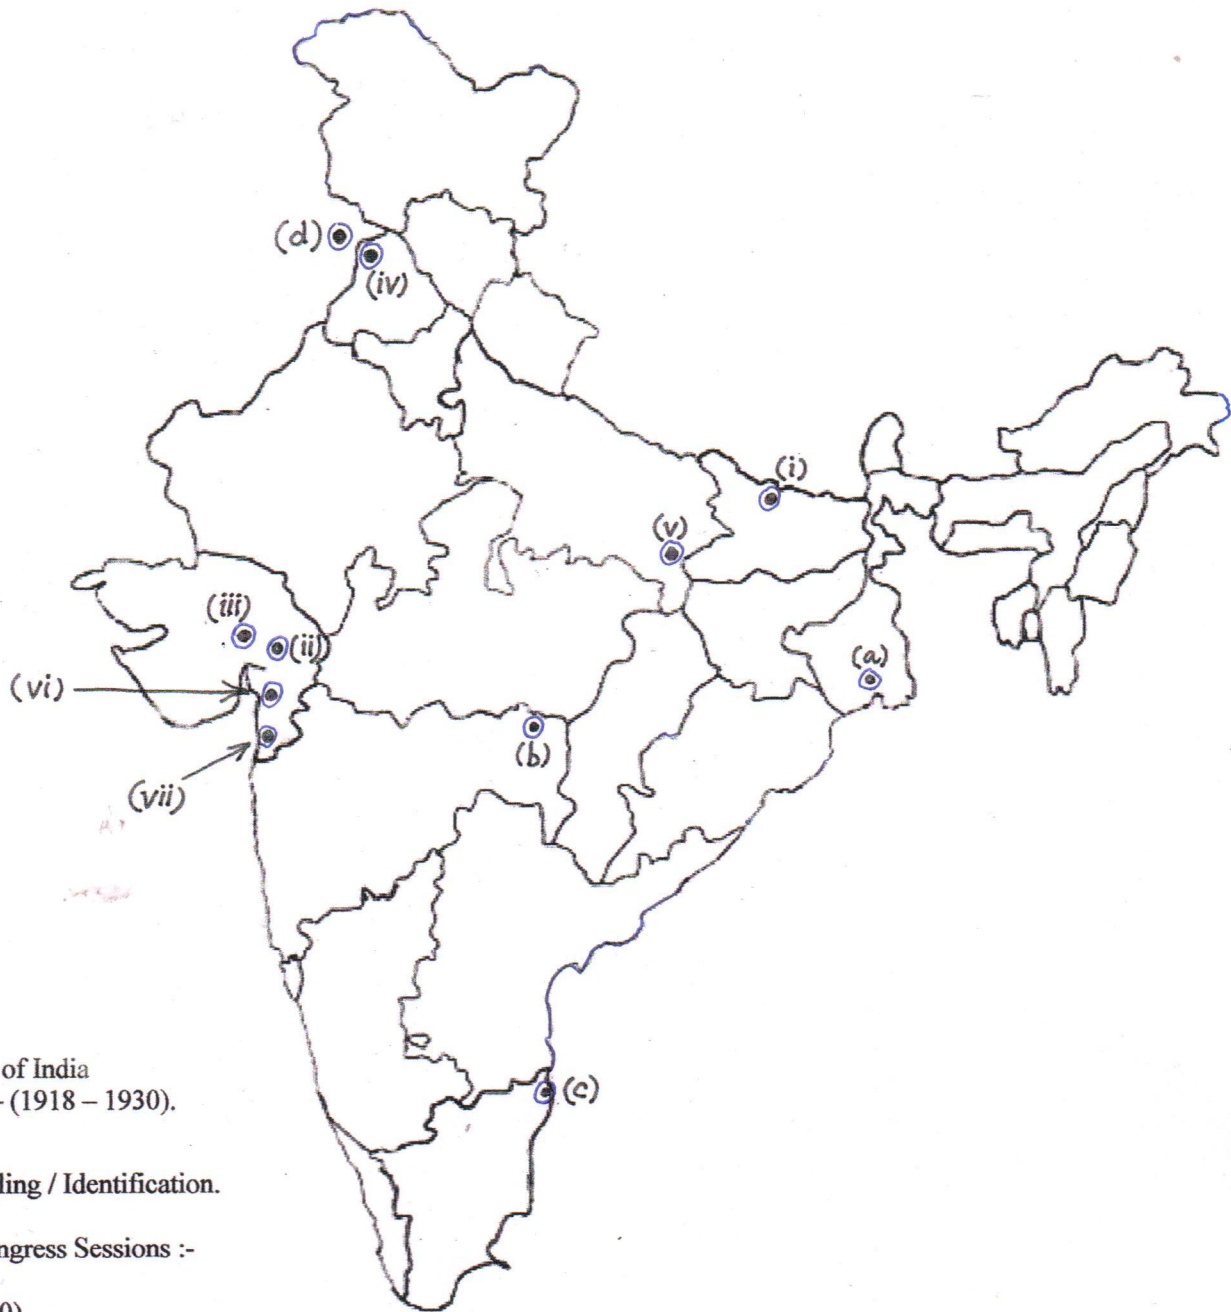 (d)
(iv)
(i)
(v)
(iii)
(ii)
(a)
(vi)
(b)
(vii)
of India
(1918 – 1930).
(c)
ling / Identification.
ngress Sessions :-
0)